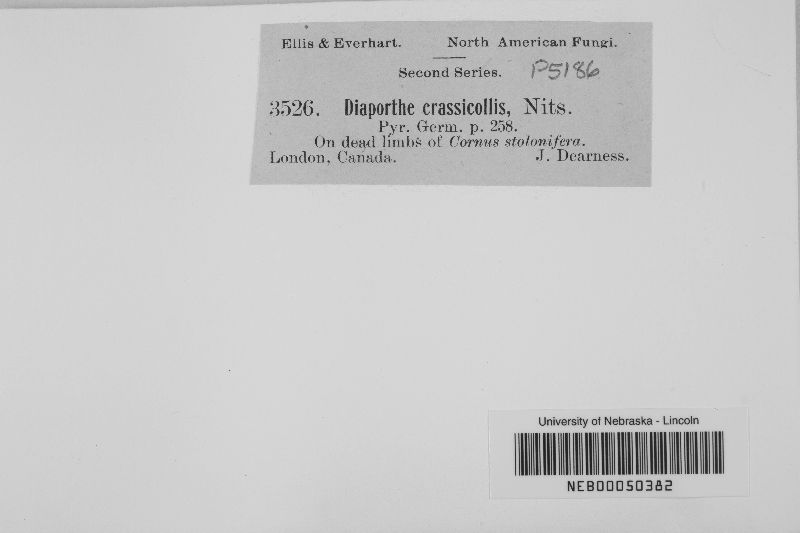 Ellis & Everhart. North American Fungi.
Second Series. P5186
3526. Diaporthe crassicollis, Nits.
Pyr. Germ. p. 258.
On dead limbs of Cornus stolonifera.
London, Canada. J. Dearness.
University of Nebraska - Lincoln
NEB00050382